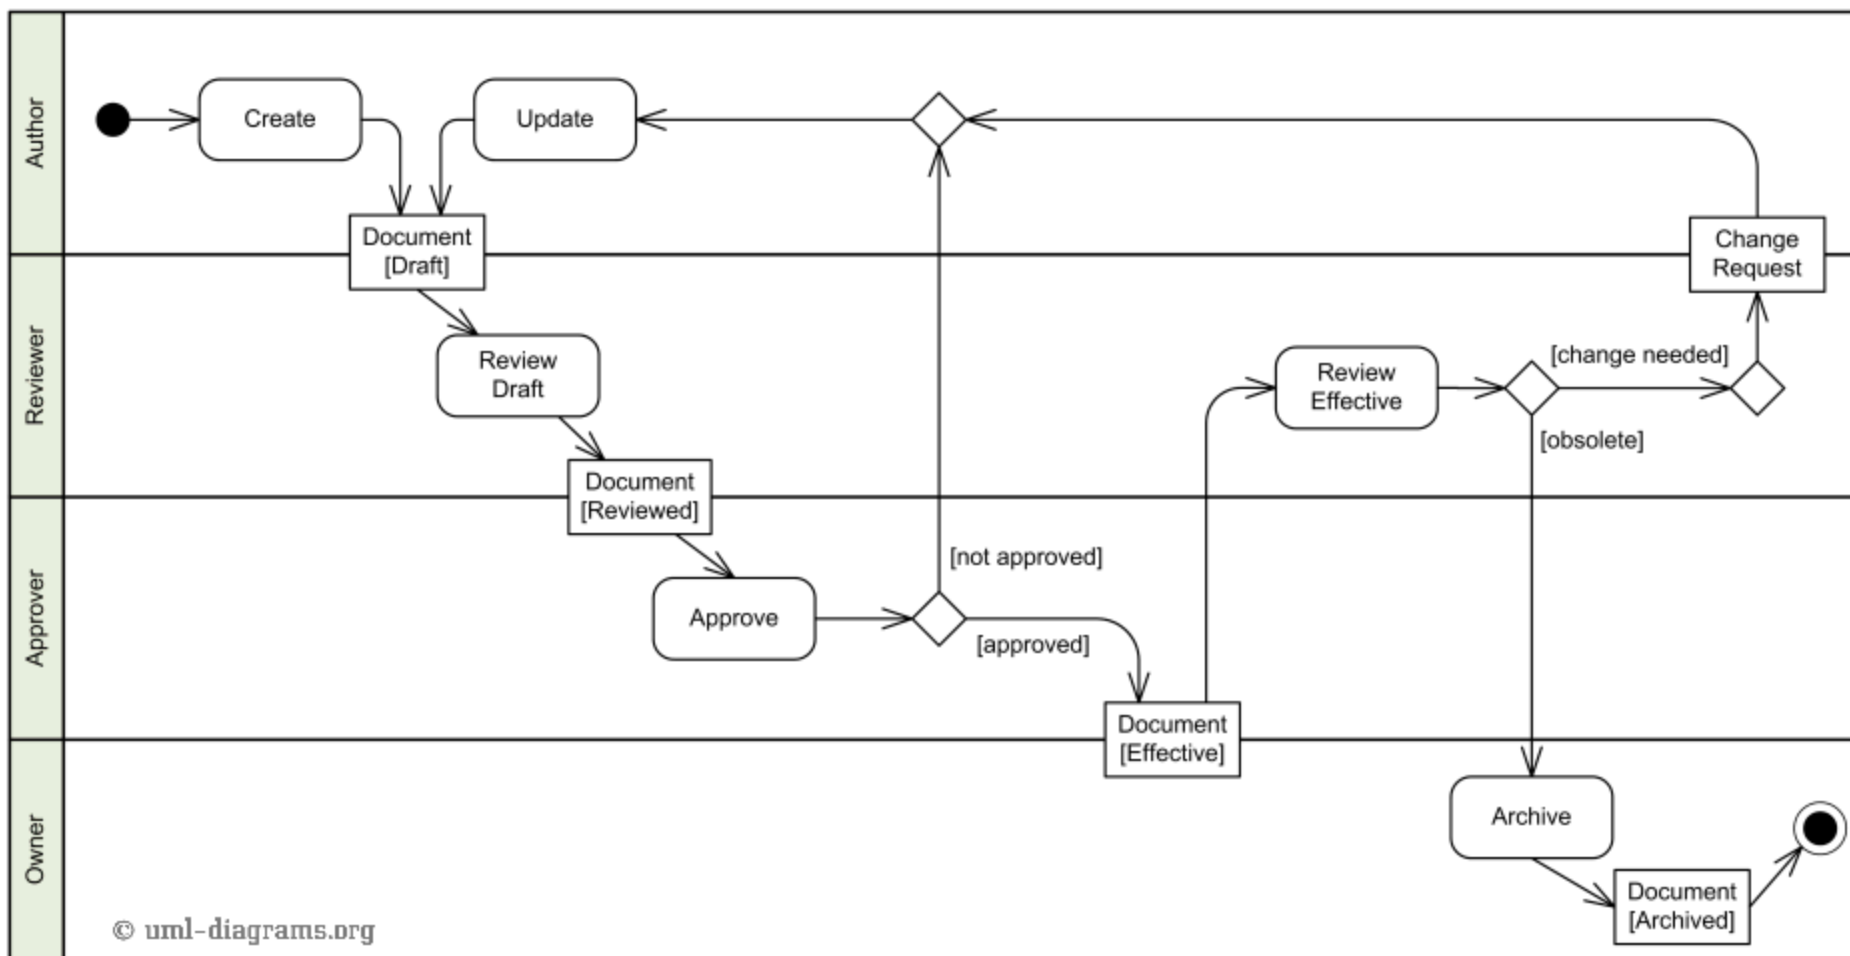 Author
Create
Update
Document
[Draft]
Change
Request
Reviewer
Review
Draft
Review
Effective
[change needed]
[obsolete]
Document
[Reviewed]
Approver
[not approved]
Approve
[approved]
Document
[Effective]
Owner
Archive
Document
[Archived]
© uml-diagrams.org